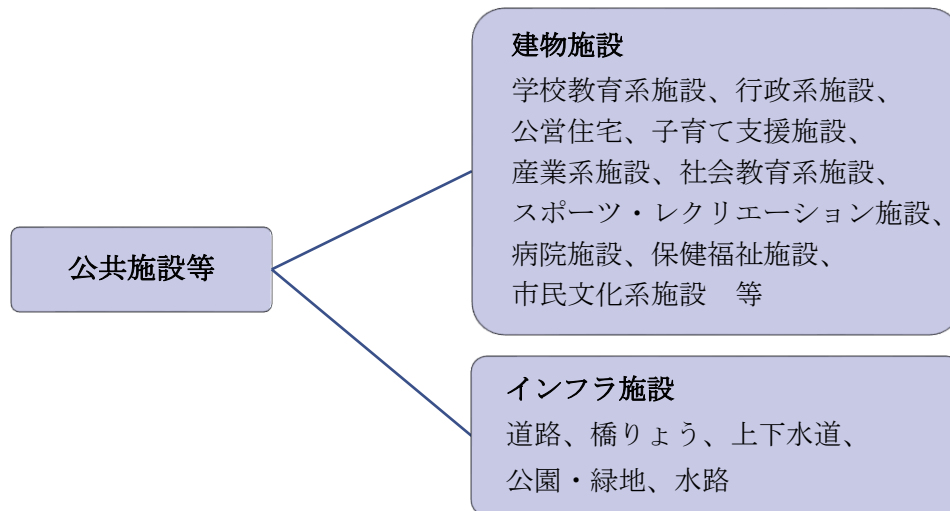 公共施設等
建物施設
学校教育系施設、行政系施設、
公営住宅、子育て支援施設、
産業系施設、社会教育系施設、
スポーツ・レクリエーション施設、
病院施設、保健福祉施設、
市民文化系施設　等
インフラ施設
道路、橋りょう、上下水道、
公園・緑地、水路